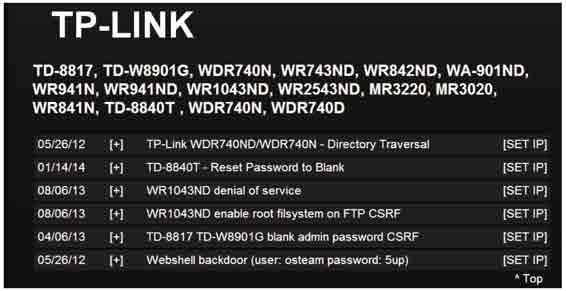 TP-LINK
TD-8817, TD-W8901G, WDR740N, WR743ND, WR842ND, WA-901ND,
WR941N, WR941ND, WR1043ND, WR2543ND, MR3220, MR3020,
WR841N, TD-8840T , WDR740N, WDR740D
05/26/12 [+] TP-Link WDR740ND/WDR740N - Directory Traversal [SET IP]
01/14/14 [+] TD-8840T - Reset Password to Blank [SET IP]
08/06/13 [+] WR1043ND denial of service [SET IP]
08/06/13 [+] WR1043ND enable root filsystem on FTP CSRF [SET IP]
04/06/13 [+] TD-8817 TD-W8901G blank admin password CSRF [SET IP]
05/26/12 [+] Webshell backdoor (user: osteam password: 5up) [SET IP]
^ Top